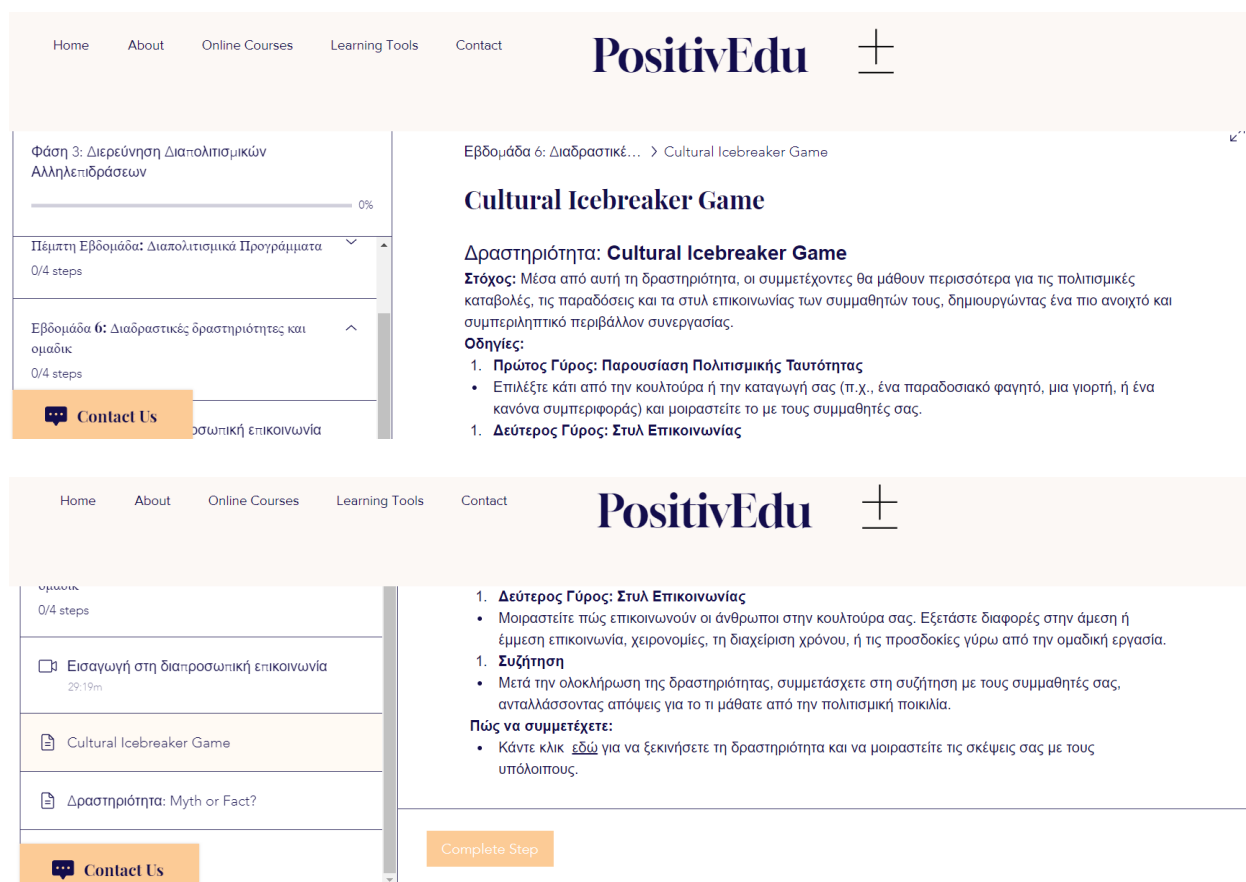 Home About Online Courses Learning Tools Contact PositivEdu
Φάση 3: Διερεύνηση Διαπολιτισμικών
Αλληλεπιδράσεων
0%
Πέμπτη Εβδομάδα: Διαπολιτισμικά Προγράμματα
0/4 steps
Εβδομάδα 6: Διαδραστικές δραστηριότητες και
ομαδικ
0/4 steps
Contact Us
οσωπική επικοινωνία
Εβδομάδα 6: Διαδραστικέ... > Cultural Icebreaker Game
Cultural Icebreaker Game
Δραστηριότητα: Cultural Icebreaker Game
Στόχος: Μέσα από αυτή τη δραστηριότητα, οι συμμετέχοντες θα μάθουν περισσότερα για τις πολιτισμικές
καταβολές, τις παραδόσεις και τα στυλ επικοινωνίας των συμμαθητών τους, δημιουργώντας ένα πιο ανοιχτό και
συμπεριληπτικό περιβάλλον συνεργασίας.
Οδηγίες:
1. Πρώτος Γύρος: Παρουσίαση Πολιτισμικής Ταυτότητας
• Επιλέξτε κάτι από την κουλτούρα ή την καταγωγή σας (π.χ., ένα παραδοσιακό φαγητό, μια γιορτή, ή ένα
κανόνα συμπεριφοράς) και μοιραστείτε το με τους συμμαθητές σας.
1. Δεύτερος Γύρος: Στυλ Επικοινωνίας
Home About Online Courses Learning Tools Contact PositivEdu
ομαδικ
0/4 steps
Εισαγωγή στη διαπροσωπική επικοινωνία
29:19m
Cultural Icebreaker Game
Δραστηριότητα: Myth or Fact?
Contact Us
1. Δεύτερος Γύρος: Στυλ Επικοινωνίας
• Μοιραστείτε πώς επικοινωνούν οι άνθρωποι στην κουλτούρα σας. Εξετάστε διαφορές στην άμεση ή
έμμεση επικοινωνία, χειρονομίες, τη διαχείριση χρόνου, ή τις προσδοκίες γύρω από την ομαδική εργασία.
1. Συζήτηση
• Μετά την ολοκλήρωση της δραστηριότητας, συμμετάσχετε στη συζήτηση με τους συμμαθητές σας,
ανταλλάσσοντας απόψεις για το τι μάθατε από την πολιτισμική ποικιλία.
Πώς να συμμετέχετε:
• Κάντε κλικ εδώ για να ξεκινήσετε τη δραστηριότητα και να μοιραστείτε τις σκέψεις σας με τους
υπόλοιπους.
Complete Step